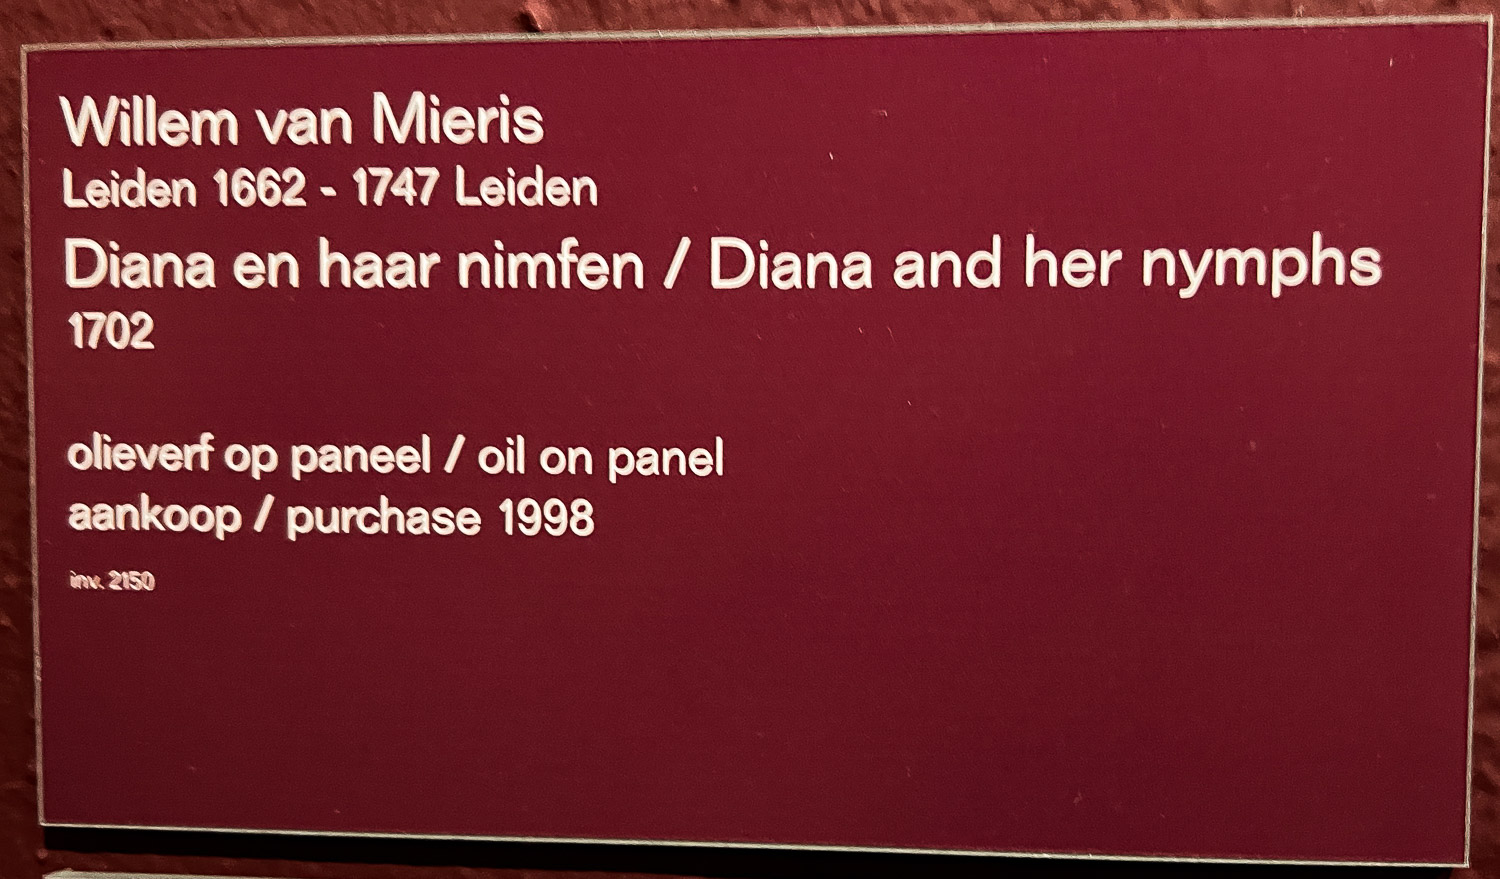 Willem van Mieris
Leiden 1662 - 1747 Leiden
Diana en haar nimfen / Diana and her nymphs
1702
olieverf op paneel / oil on panel
aankoop / purchase 1998
inv. 2150